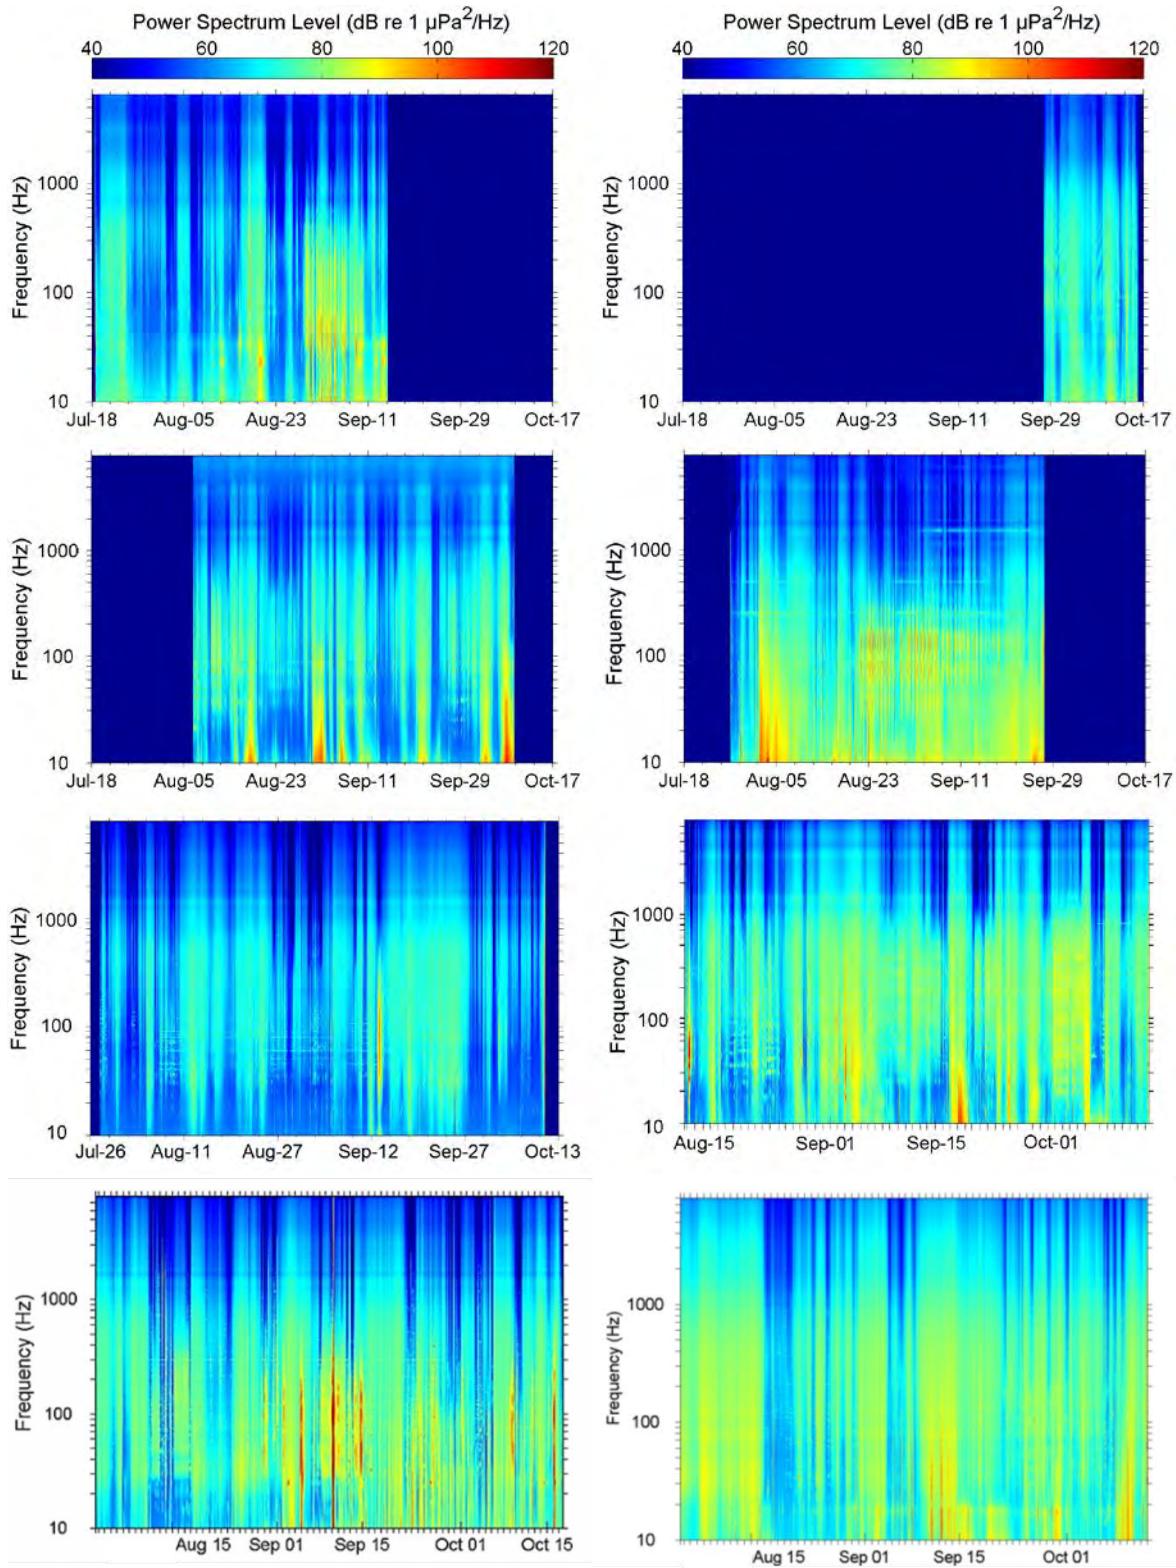 Power Spectrum Level (dB re 1 µPa2/Hz)
40 60 80 100 120
Power Spectrum Level (dB re 1 µPa2/Hz)
40 60 80 100 120
Frequency (Hz)
1000
100
10
Jul-18 Aug-05 Aug-23 Sep-11 Sep-29 Oct-17
Frequency (Hz)
1000
100
10
Jul-18 Aug-05 Aug-23 Sep-11 Sep-29 Oct-17
Frequency (Hz)
1000
100
10
Jul-18 Aug-05 Aug-23 Sep-11 Sep-29 Oct-17
Frequency (Hz)
1000
100
10
Jul-18 Aug-05 Aug-23 Sep-11 Sep-29 Oct-17
Frequency (Hz)
1000
100
10
Jul-26 Aug-11 Aug-27 Sep-12 Sep-27 Oct-13
Frequency (Hz)
1000
100
10
Aug-15 Sep-01 Sep-15 Oct-01
Frequency (Hz)
1000
100
10
Aug 15 Sep 01 Sep 15 Oct 01 Oct 15
Frequency (Hz)
1000
100
10
Aug 15 Sep 01 Sep 15 Oct 01